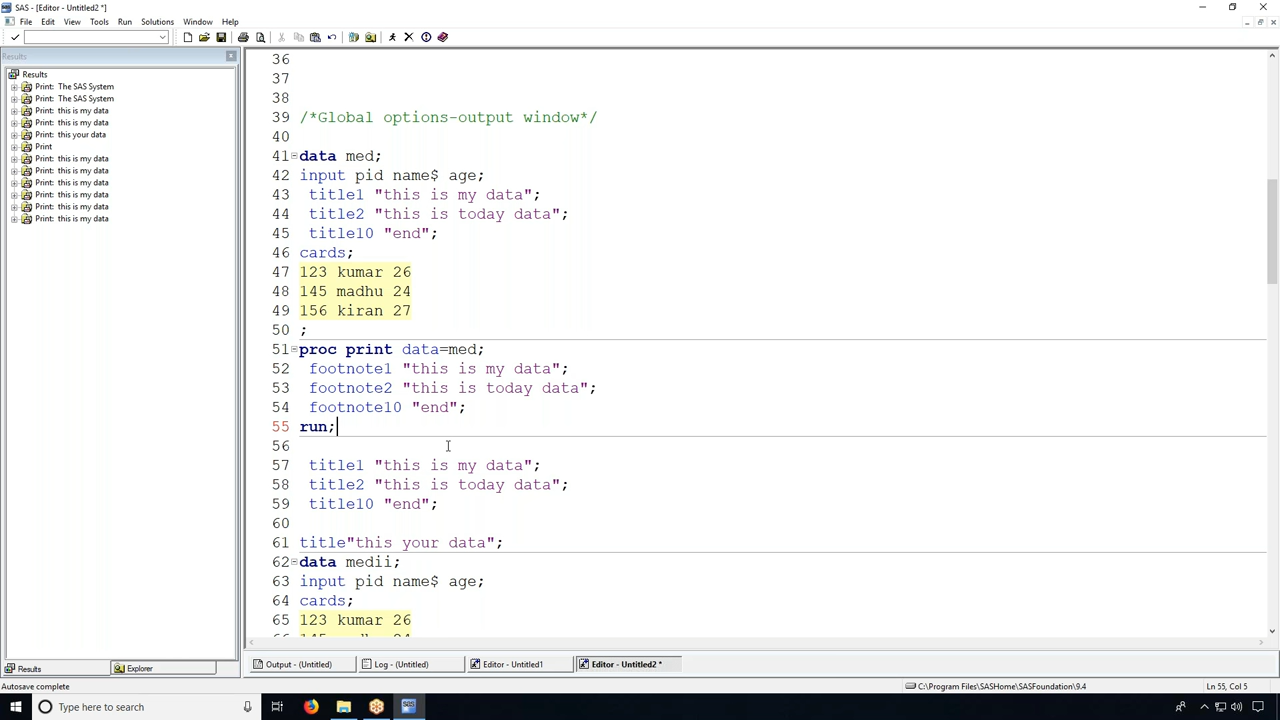 SAS - [Editor - Untitled2 *]
File Edit View Tools Run Solutions Window Help
Results
Results
Print: The SAS System
Print: The SAS System
Print: this is my data
Print: this is my data
Print: this your data
Print
Print: this is my data
Print: this is my data
Print: this is my data
Print: this is my data
Print: this is my data
Print: this is my data
36
37
38
39 /*Global options-output window*/
40
41 data med;
42 input pid name$ age;
43 title1 "this is my data";
44 title2 "this is today data";
45 title10 "end";
46 cards;
47 123 kumar 26
48 145 madhu 24
49 156 kiran 27
50 ;
51 proc print data=med;
52 footnote1 "this is my data";
53 footnote2 "this is today data";
54 footnote10 "end";
55 run;
56
57 title1 "this is my data";
58 title2 "this is today data";
59 title10 "end";
60
61 title"this your data";
62 data medii;
63 input pid name$ age;
64 cards;
65 123 kumar 26
Results Explorer
Output - (Untitled) Log - (Untitled) Editor - Untitled1 Editor - Untitled2 *
Autosave complete C:\Program Files\SASHome\SASFoundation\9.4 Ln 55, Col 5
Type here to search